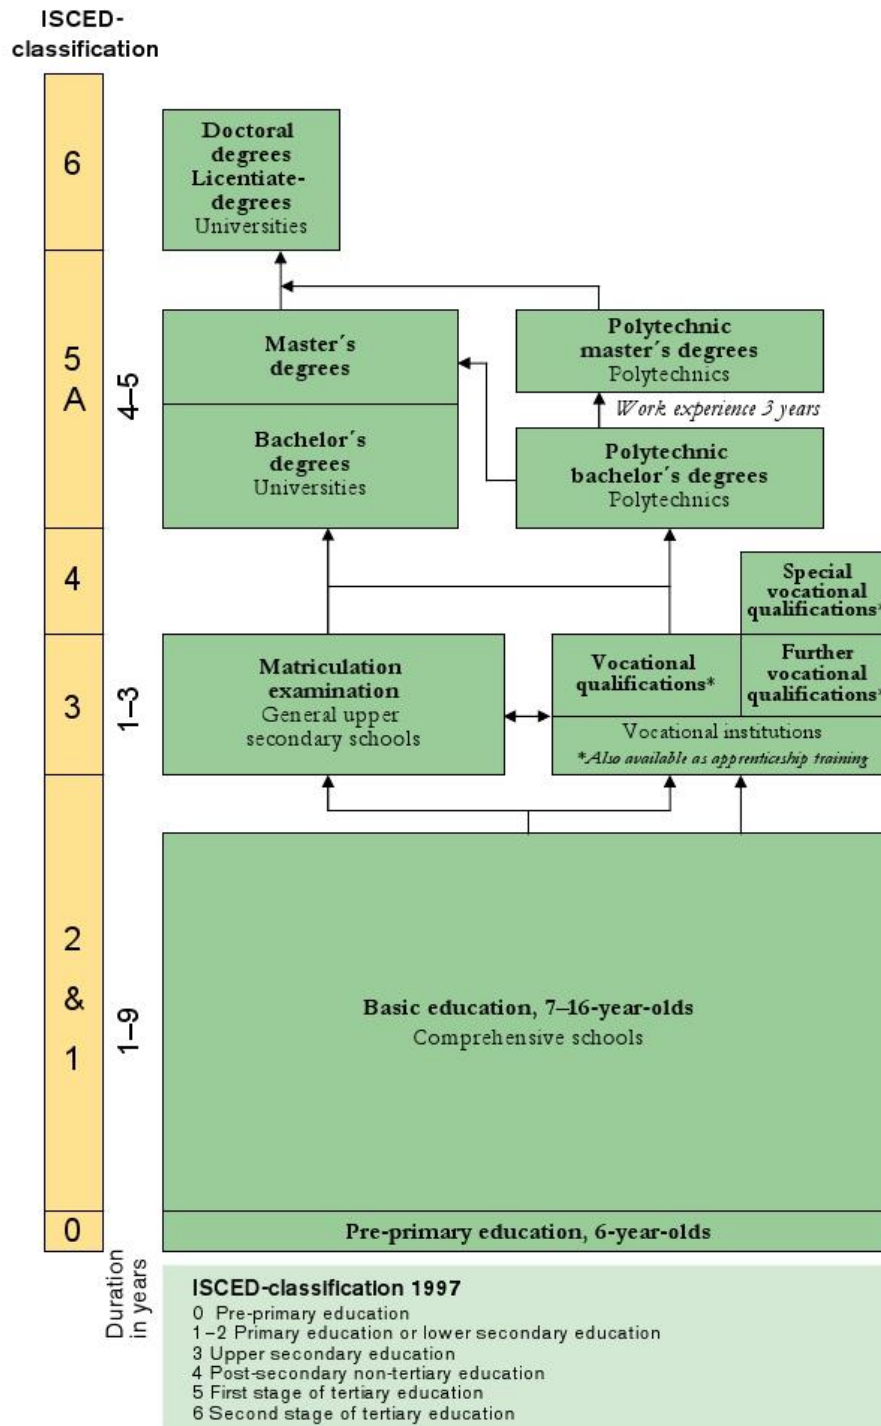 ISCED-
classification
6
Doctoral
degrees
Licentiate-
degrees
Universities
5
A
4–5
Master´s
degrees
Bachelor´s
degrees
Universities
Polytechnic
master´s degrees
Polytechnics
Work experience 3 years
Polytechnic
bachelor´s degrees
Polytechnics
4
Special
vocational
qualifications*
3
1–3
Matriculation
examination
General upper
secondary schools
Vocational
qualifications*
Further
vocational
qualifications*
Vocational institutions
*Also available as apprenticeship training
2
&
1
1–9
Basic education, 7–16-year-olds
Comprehensive schools
0
Pre-primary education, 6-year-olds
Duration
in years
ISCED-classification 1997
0 Pre-primary education
1–2 Primary education or lower secondary education
3 Upper secondary education
4 Post-secondary non-tertiary education
5 First stage of tertiary education
6 Second stage of tertiary education